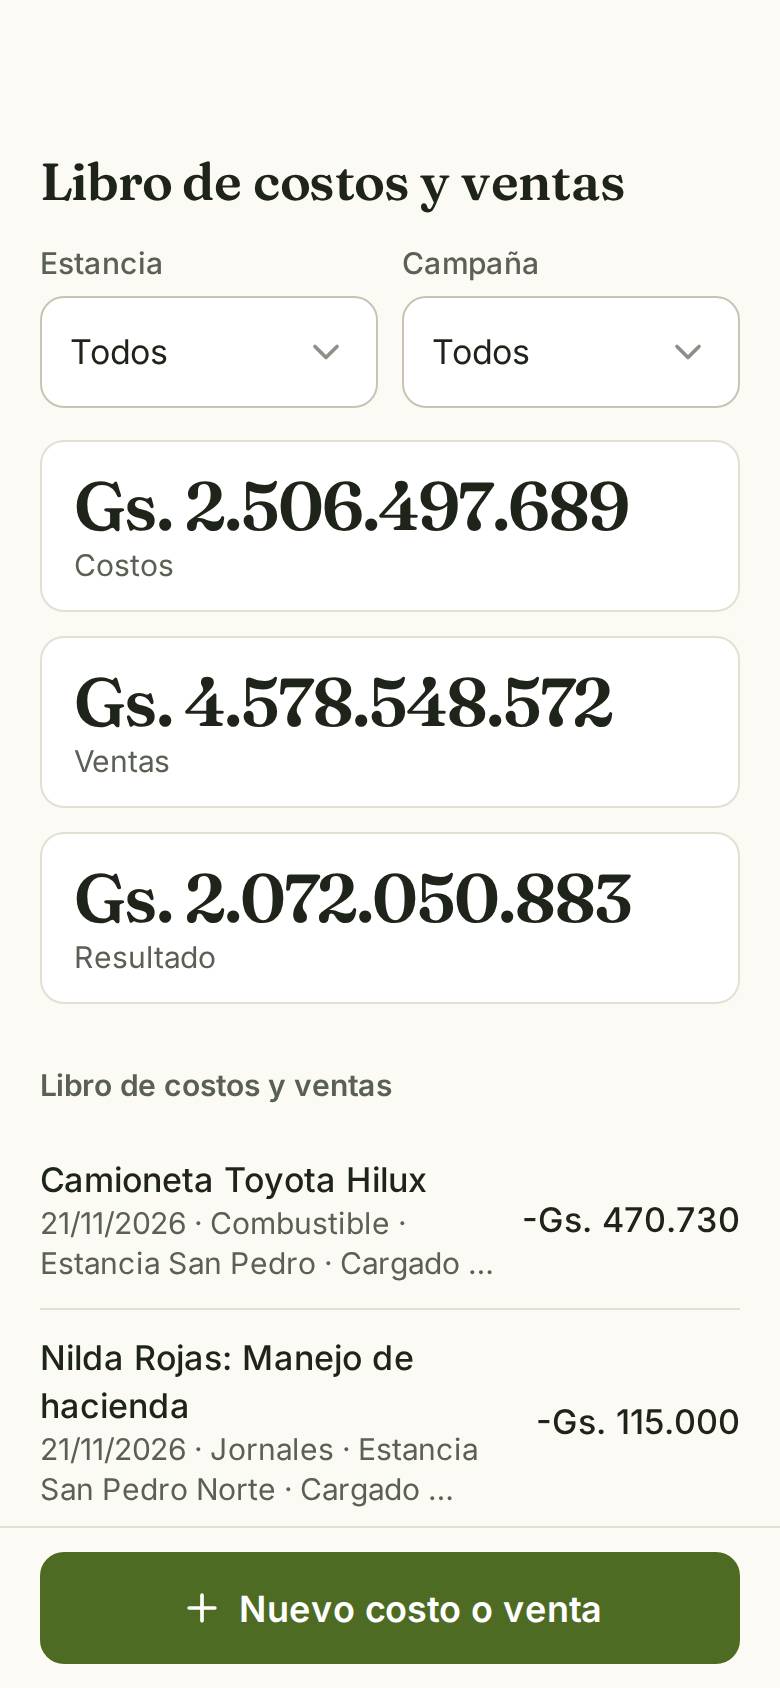 Libro de costos y ventas
Estancia
Campaña
Todos
Todos
Gs. 2.506.497.689
Costos
Gs. 4.578.548.572
Ventas
Gs. 2.072.050.883
Resultado
Libro de costos y ventas
Camioneta Toyota Hilux
21/11/2026 · Combustible ·
Estancia San Pedro · Cargado ...
-Gs. 470.730
Nilda Rojas: Manejo de
hacienda
21/11/2026 · Jornales · Estancia
San Pedro Norte · Cargado ...
-Gs. 115.000
+ Nuevo costo o venta